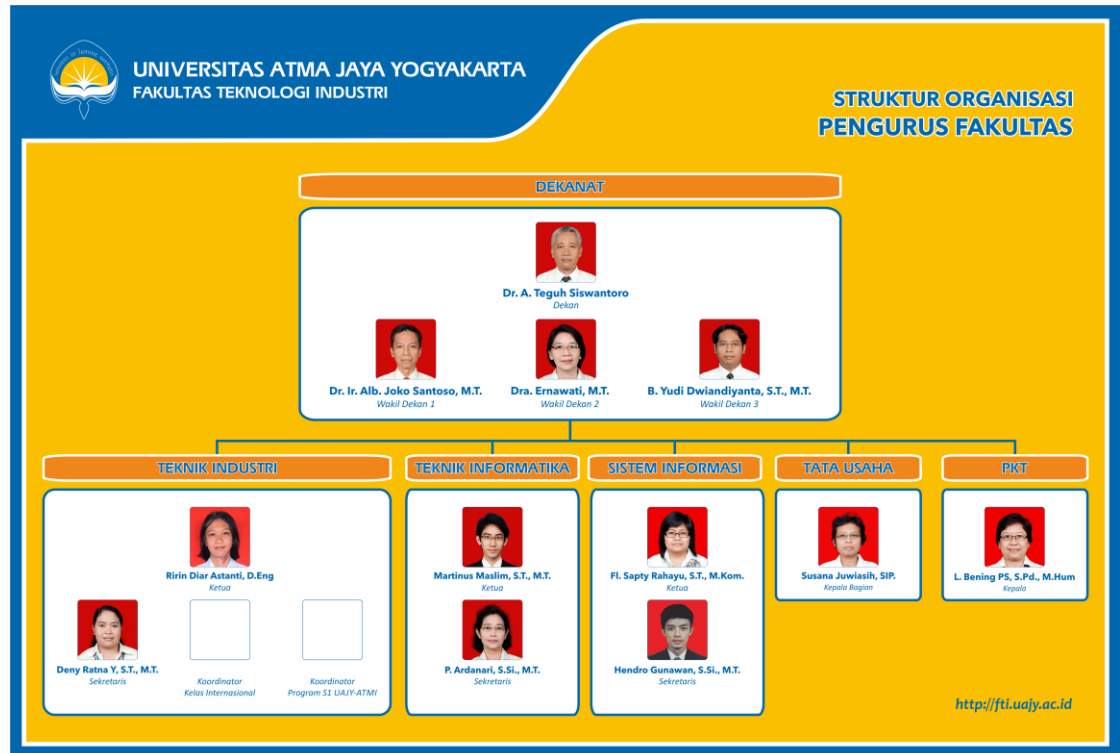 UNIVERSITAS ATMA JAYA YOGYAKARTA
FAKULTAS TEKNOLOGI INDUSTRI
STRUKTUR ORGANISASI
PENGURUS FAKULTAS
DEKANAT
Dr. A. Teguh Siswantoro
Dekan
Dr. Ir. Alb. Joko Santoso, M.T.
Wakil Dekan 1
Dra. Ernawati, M.T.
Wakil Dekan 2
B. Yudi Dwiandiyanta, S.T., M.T.
Wakil Dekan 3
TEKNIK INDUSTRI
Ririn Diar Astanti, D.Eng
Ketua
Deny Ratna Y, S.T., M.T.
Sekretaris
Koordinator
Kelas Internasional
Koordinator
Program S1 UAJY-ATMI
TEKNIK INFORMATIKA
Martinus Maslim, S.T., M.T.
Ketua
P. Ardanari, S.Si., M.T.
Sekretaris
SISTEM INFORMASI
Fl. Sapty Rahayu, S.T., M.Kom.
Ketua
Hendro Gunawan, S.Si., M.T.
Sekretaris
TATA USAHA
Susana Juwiasih, SIP.
Kepala Bagian
PKT
L. Bening PS, S.Pd., M.Hum
Kepala
http://fti.uajy.ac.id